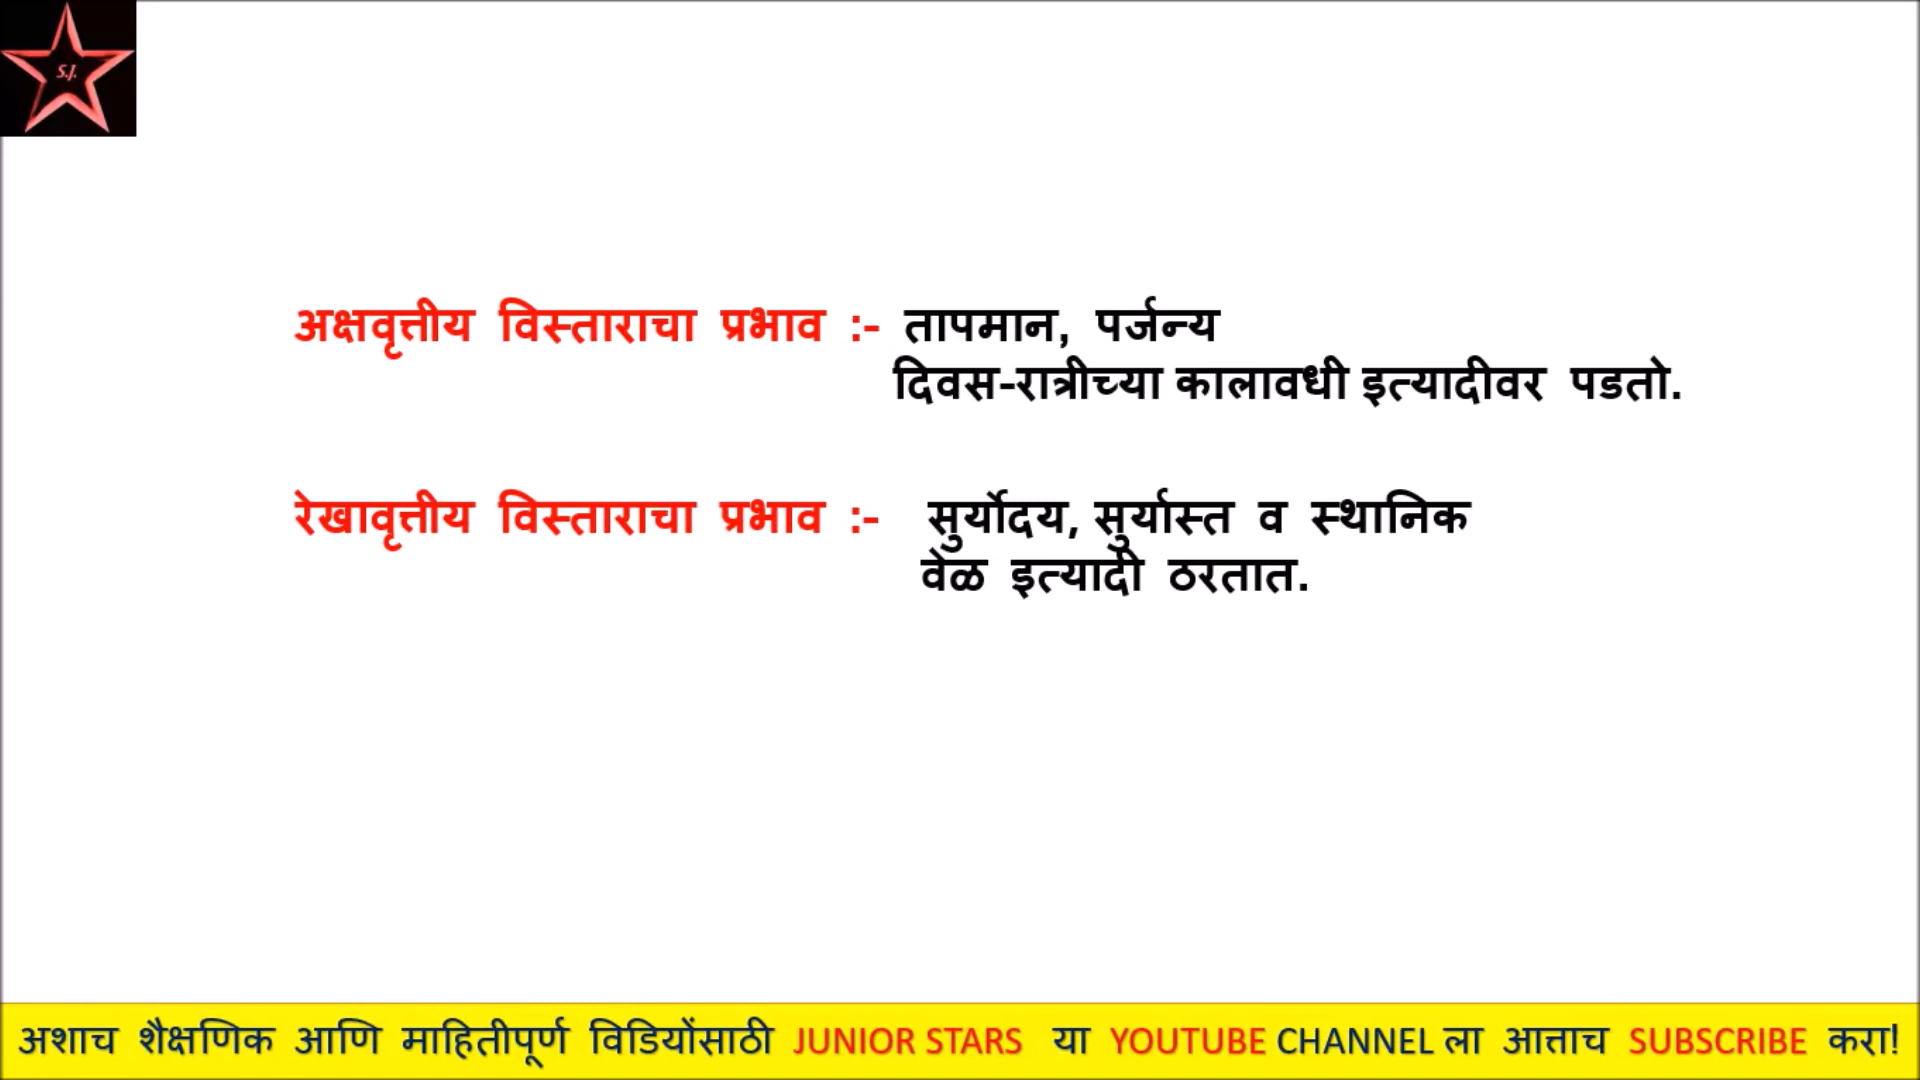 S.J.
अक्षवृत्तीय विस्ताराचा प्रभाव :- तापमान, पर्जन्य
दिवस-रात्रीच्या कालावधी इत्यादीवर पडतो.
रेखावृत्तीय विस्ताराचा प्रभाव :- सुर्योदय, सुर्यास्त व स्थानिक
वेळ इत्यादी ठरतात.
अशाच शैक्षणिक आणि माहितीपूर्ण विडियोंसाठी JUNIOR STARS या YOUTUBE CHANNEL ला आत्ताच SUBSCRIBE करा!